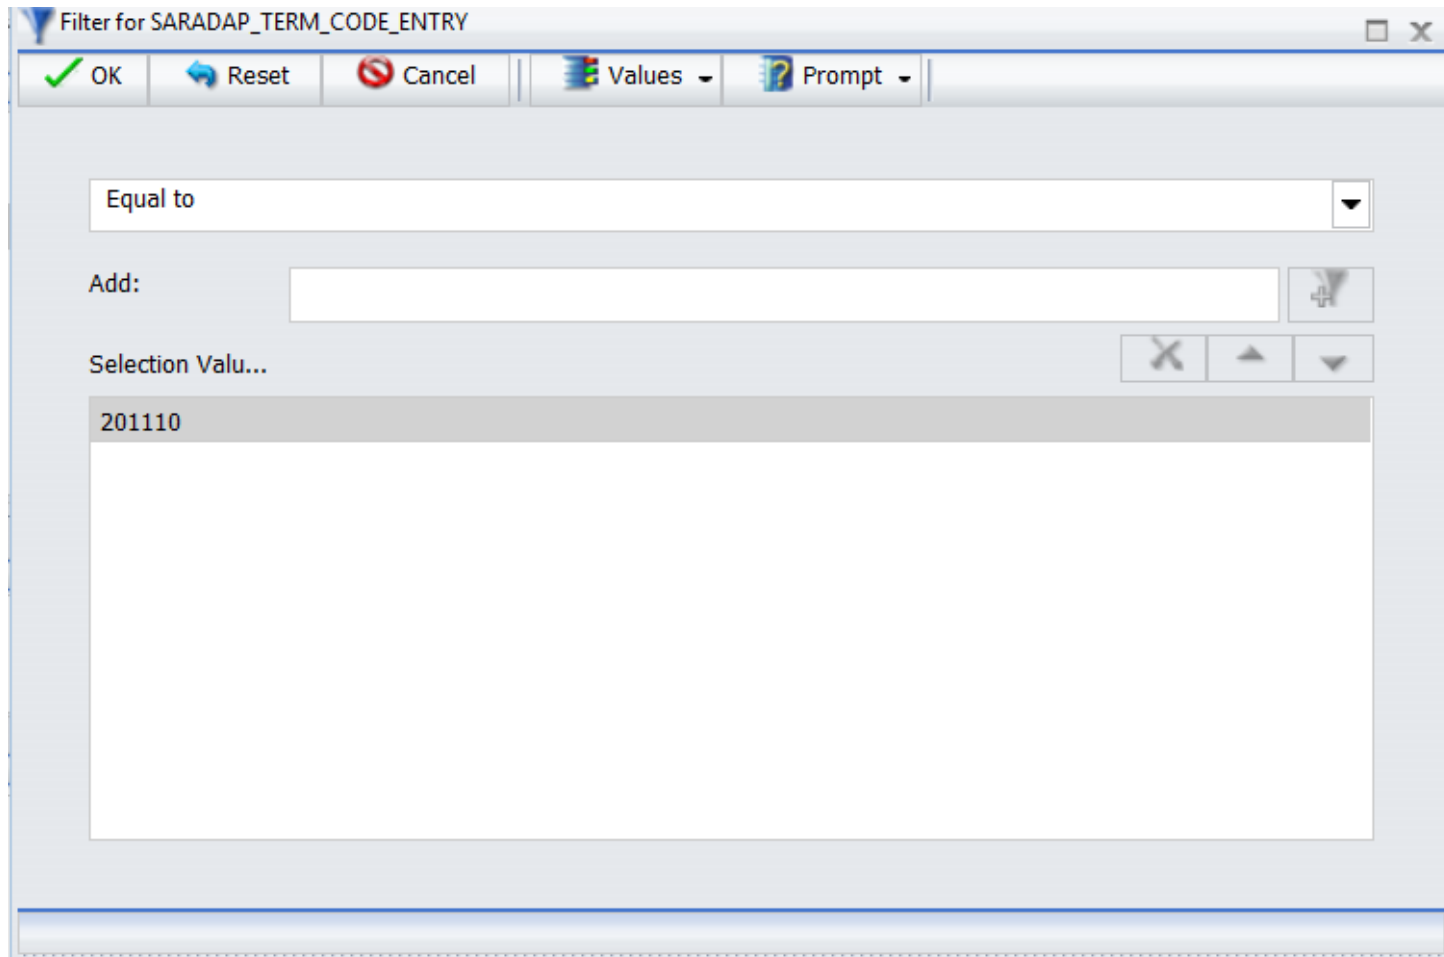 Filter for SARADAP_TERM_CODE_ENTRY
OK Reset Cancel Values Prompt
Equal to
Add:
Selection Valu...
201110